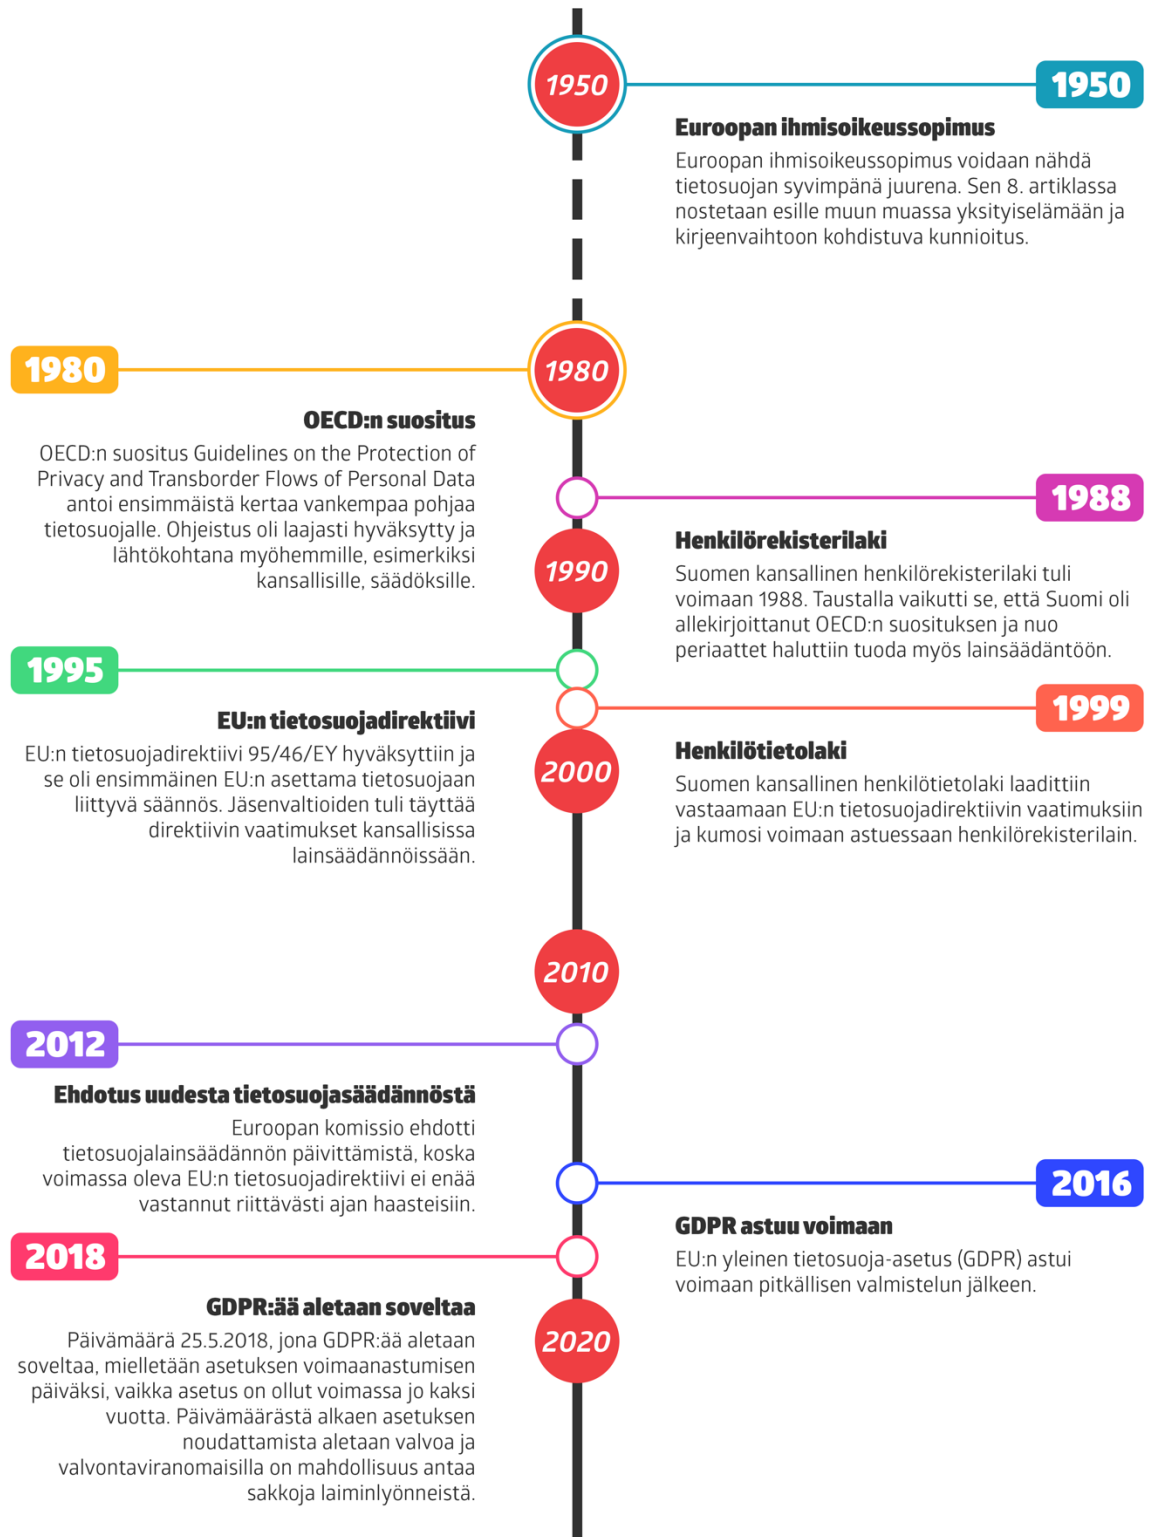 1950
1950
Euroopan ihmisoikeussopimus
Euroopan ihmisoikeussopimus voidaan nähdä
tietosuojan syvimpänä juurena. Sen 8. artiklassa
nostetaan esille muun muassa yksityiselämään ja
kirjeenvaihtoon kohdistuva kunnioitus.
1980
1980
OECD:n suositus
OECD:n suositus Guidelines on the Protection of
Privacy and Transborder Flows of Personal Data
antoi ensimmäistä kertaa vankempaa pohjaa
tietosuojalle. Ohjeistus oli laajasti hyväksytty ja
lähtökohtana myöhemmille, esimerkiksi
kansallisille, säädöksille.
1988
Henkilörekisterilaki
Suomen kansallinen henkilörekisterilaki tuli
voimaan 1988. Taustalla vaikutti se, että Suomi oli
allekirjoittanut OECD:n suosituksen ja nuo
periaattet haluttiin tuoda myös lainsäädäntöön.
1990
1995
EU:n tietosuojadirektiivi
EU:n tietosuojadirektiivi 95/46/EY hyväksyttiin ja
se oli ensimmäinen EU:n asettama tietosuojaan
liittyvä säännös. Jäsenvaltioiden tuli täyttää
direktiivin vaatimukset kansallisissa
lainsäädännöissään.
1999
Henkilötietolaki
Suomen kansallinen henkilötietolaki laadittiin
vastaamaan EU:n tietosuojadirektiivin vaatimuksiin
ja kumosi voimaan astuessaan henkilörekisterilain.
2000
2010
2012
Ehdotus uudesta tietosuojasäädännöstä
Euroopan komissio ehdotti
tietosuojalainsäädännön päivittämistä, koska
voimassa oleva EU:n tietosuojadirektiivi ei enää
vastannut riittävästi ajan haasteisiin.
2016
GDPR astuu voimaan
EU:n yleinen tietosuoja-asetus (GDPR) astui
voimaan pitkällisen valmistelun jälkeen.
2018
GDPR:ää aletaan soveltaa
Päivämäärä 25.5.2018, jona GDPR:ää aletaan
soveltaa, mielletään asetuksen voimaanastumisen
päiväksi, vaikka asetus on ollut voimassa jo kaksi
vuotta. Päivämäärästä alkaen asetuksen
noudattamista aletaan valvoa ja
valvontaviranomaisilla on mahdollisuus antaa
sakkoja laiminlyönneistä.
2020